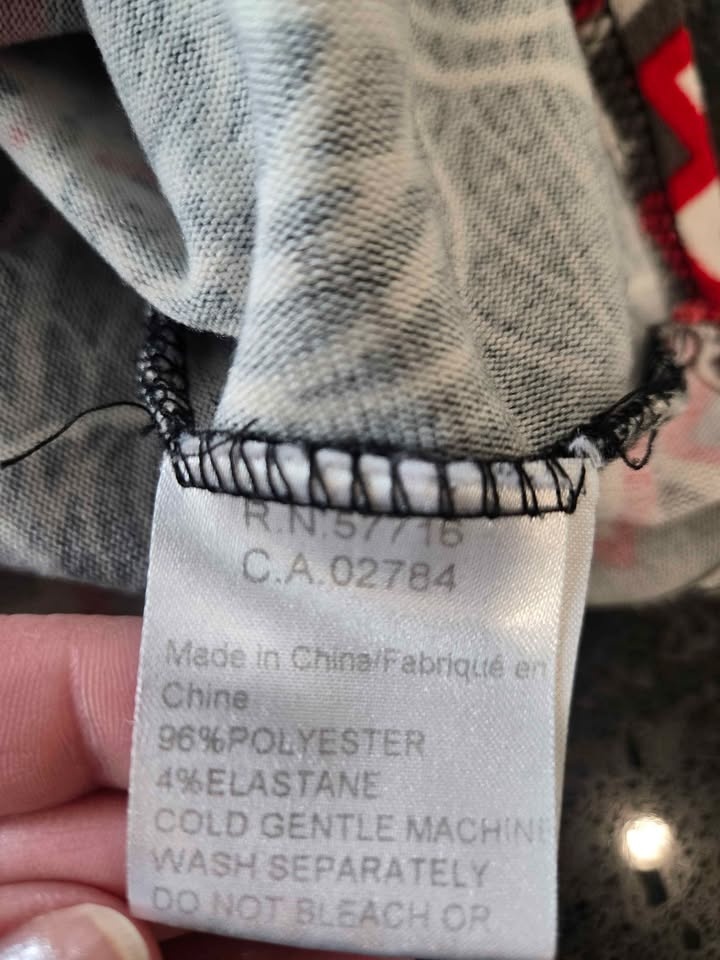 R.N.57716
C.A.02784
Made in China/Fabriqué en
Chine
96%POLYESTER
4%ELASTANE
COLD GENTLE MACHINE
WASH SEPARATELY
DO NOT BLEACH OR